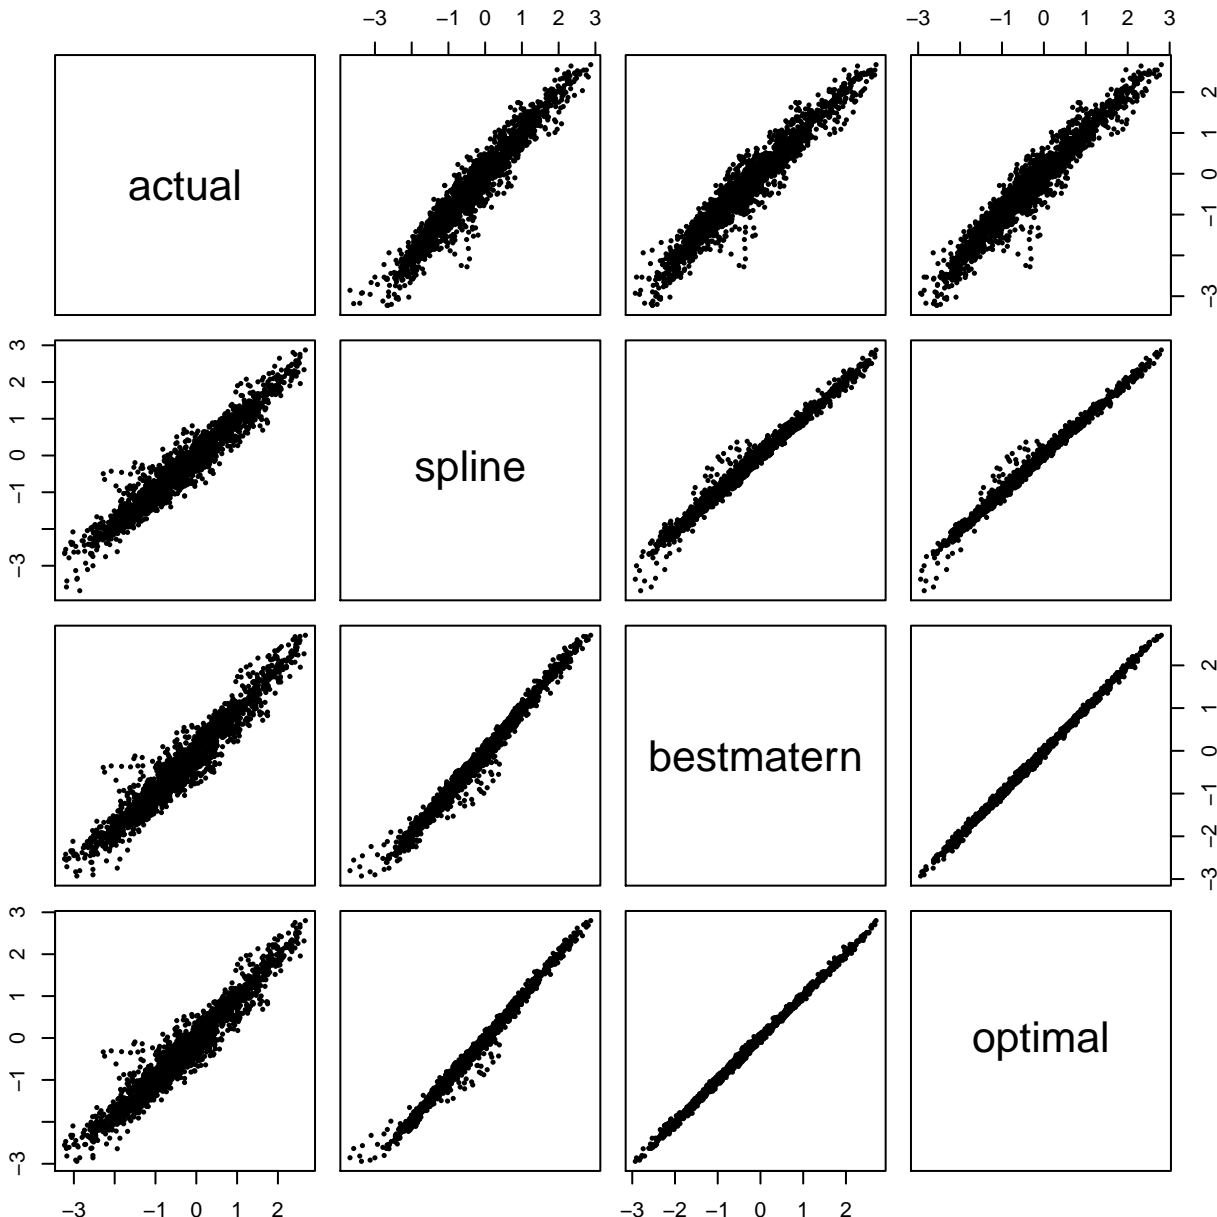 −3 −1 0 1 2 3 −3 −1 0 1 2 3
actual
−3 −1 0 1 2
spline
−3 −1 0 1 2 3
bestmatern
−3 −2 −1 0 1 2
optimal
−3 −1 0 1 2 3
−3 −1 0 1 2 −3 −2 −1 0 1 2